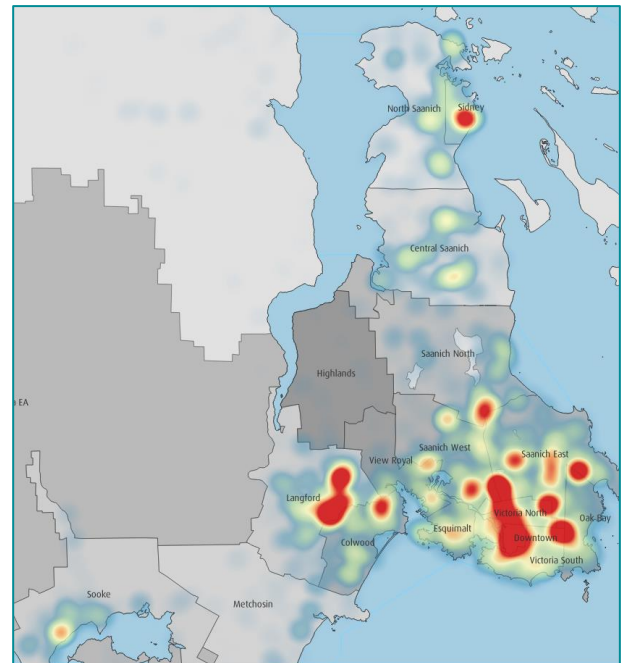 North Saanich
Sidney
Central Saanich
Saanich North
Highlands
n EA
View Royal
Saanich West
Saanich East
Langford
Victoria North
Oak Bay
Esquimalt
Downtown
Colwood
Victoria South
Sooke
Metchosin